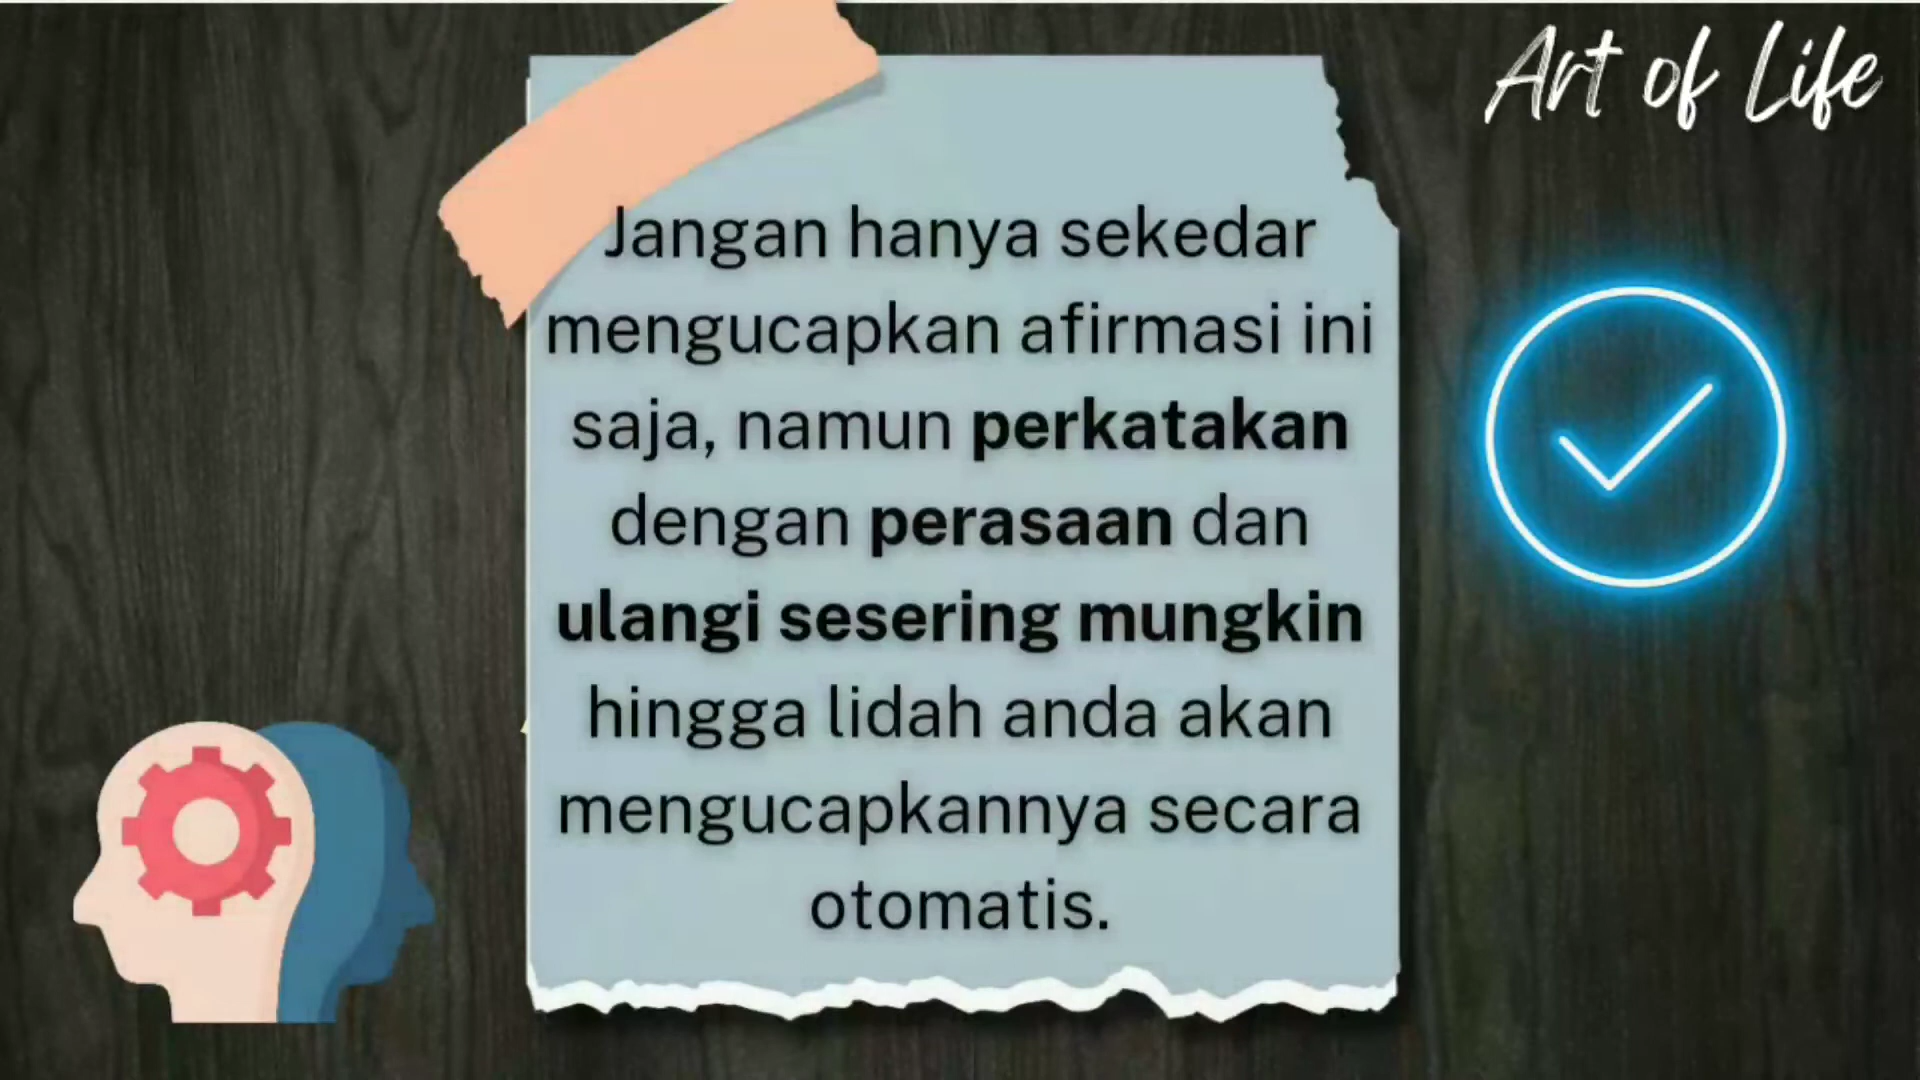 Art of Life
Jangan hanya sekedar
mengucapkan afirmasi ini
saja, namun perkatakan
dengan perasaan dan
ulangi sesering mungkin
hingga lidah anda akan
mengucapkannya secara
otomatis.